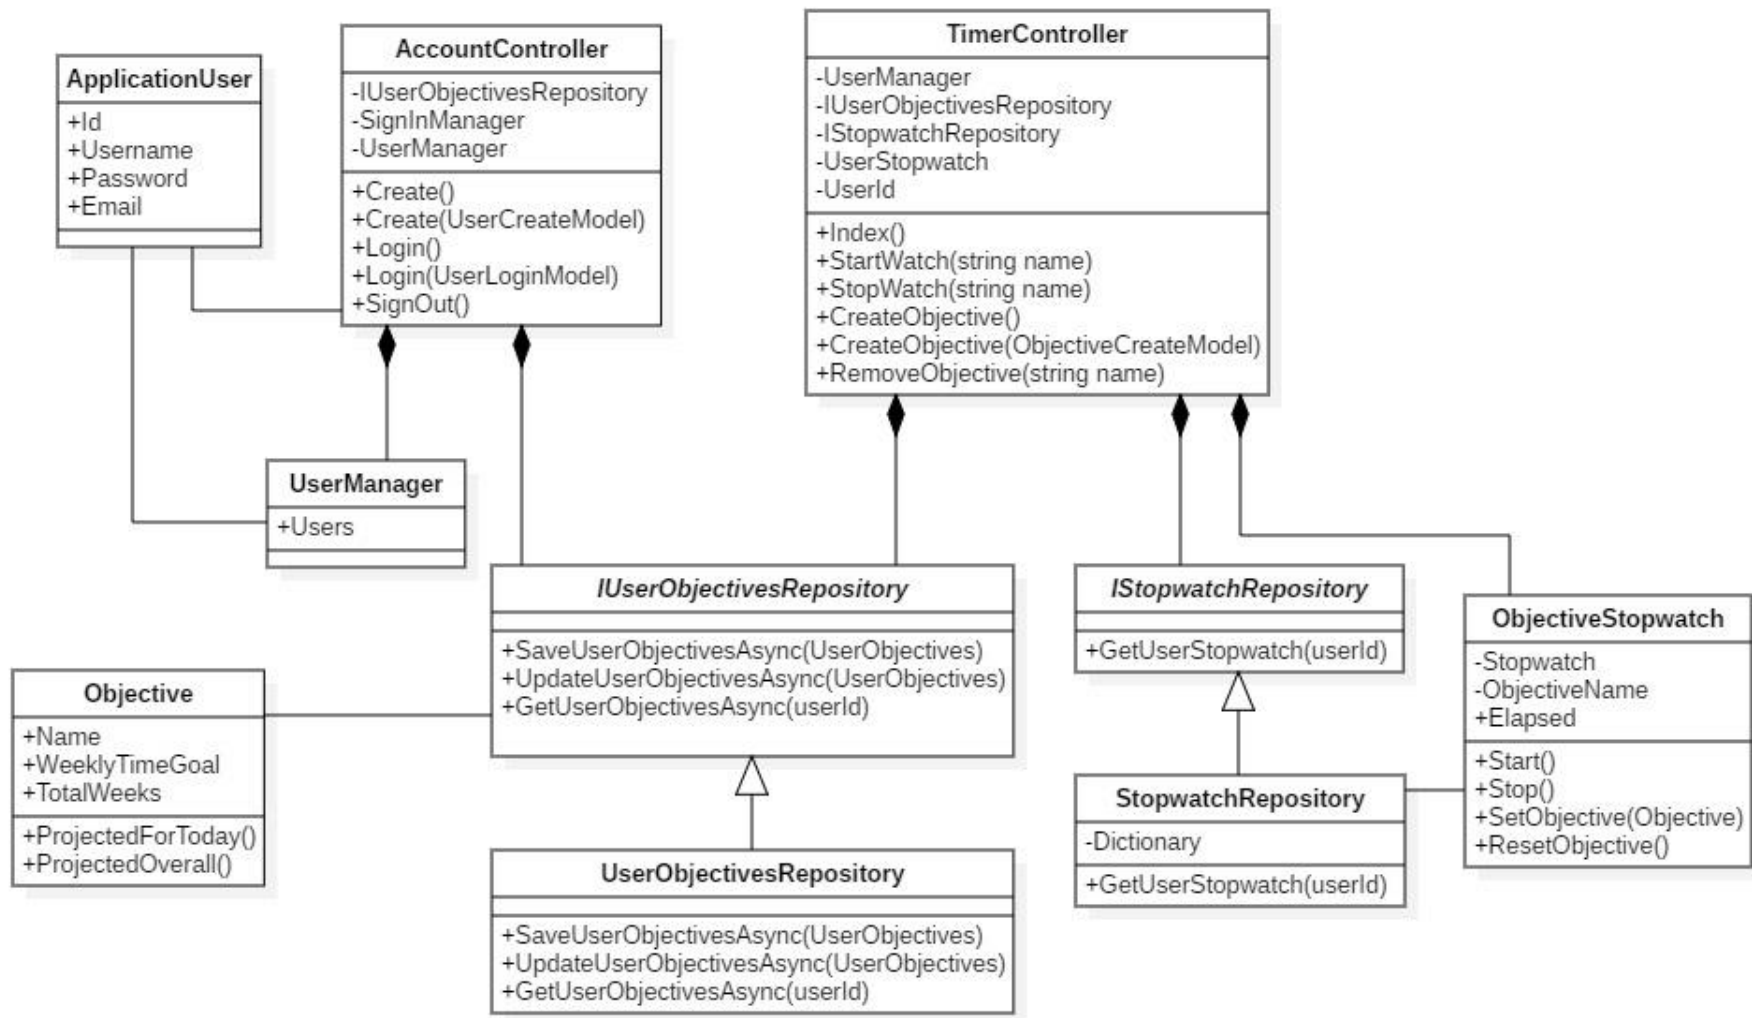 ApplicationUser
+Id
+Username
+Password
+Email
AccountController
-IUserObjectivesRepository
-SignInManager
-UserManager
+Create()
+Create(UserCreateModel)
+Login()
+Login(UserLoginModel)
+SignOut()
TimerController
-UserManager
-IUserObjectivesRepository
-IStopwatchRepository
-UserStopwatch
-UserId
+Index()
+StartWatch(string name)
+StopWatch(string name)
+CreateObjective()
+CreateObjective(ObjectiveCreateModel)
+RemoveObjective(string name)
UserManager
+Users
IUserObjectivesRepository
+SaveUserObjectivesAsync(UserObjectives)
+UpdateUserObjectivesAsync(UserObjectives)
+GetUserObjectivesAsync(userId)
IStopwatchRepository
+GetUserStopwatch(userId)
ObjectiveStopwatch
-Stopwatch
-ObjectiveName
+Elapsed
+Start()
+Stop()
+SetObjective(Objective)
+ResetObjective()
Objective
+Name
+WeeklyTimeGoal
+TotalWeeks
+ProjectedForToday()
+ProjectedOverall()
StopwatchRepository
-Dictionary
+GetUserStopwatch(userId)
UserObjectivesRepository
+SaveUserObjectivesAsync(UserObjectives)
+UpdateUserObjectivesAsync(UserObjectives)
+GetUserObjectivesAsync(userId)